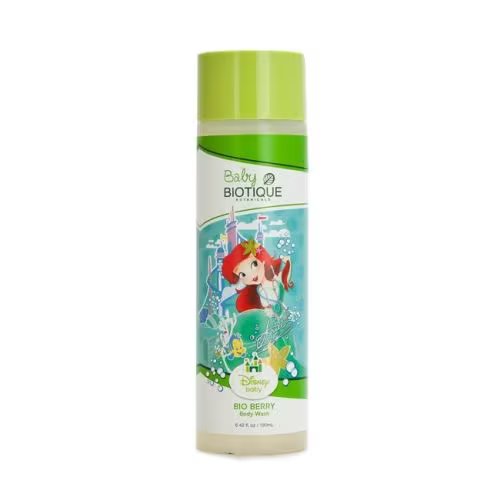 Baby
BIOTIQUE
BOTANICALS
Disney
baby
BIO BERRY
Body Wash
6.42 fl.oz / 190mL